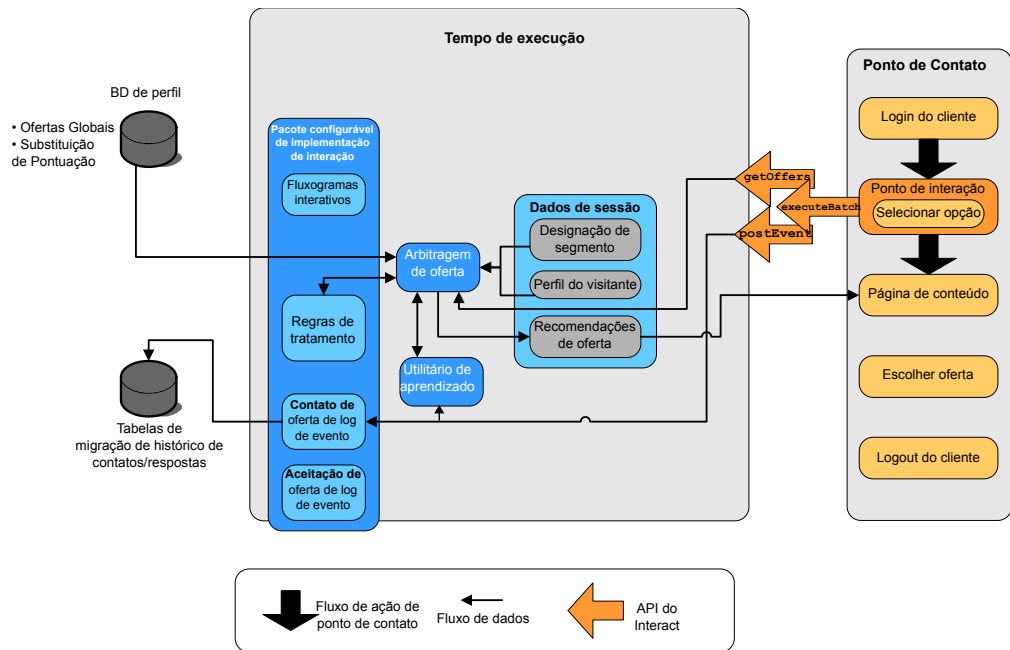 Tempo de execução
Ponto de Contato
BD de perfil
• Ofertas Globais
• Substituição
de Pontuação
Pacote configurável
de implementação
de interação
Fluxogramas
interativos
Regras de
tratamento
Contato de
oferta de log
de evento
Aceitação de
oferta de log
de evento
Tabelas de
migração de histórico de
contatos/respostas
Arbitragem
de oferta
Utilitário de
aprendizado
Dados de sessão
Designação de
segmento
Perfil do visitante
Recomendações
de oferta
getOffers
executeBatch
postEvent
Login do cliente
Ponto de interação
Selecionar opção
Página de conteúdo
Escolher oferta
Logout do cliente
Fluxo de ação de
ponto de contato
Fluxo de dados
API do
Interact